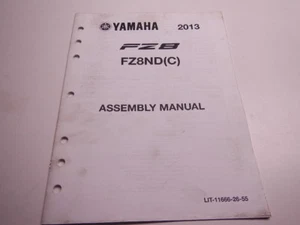 YAMAHA 2013
FZ8
FZ8ND(C)
ASSEMBLY MANUAL
LIT-11666-26-55